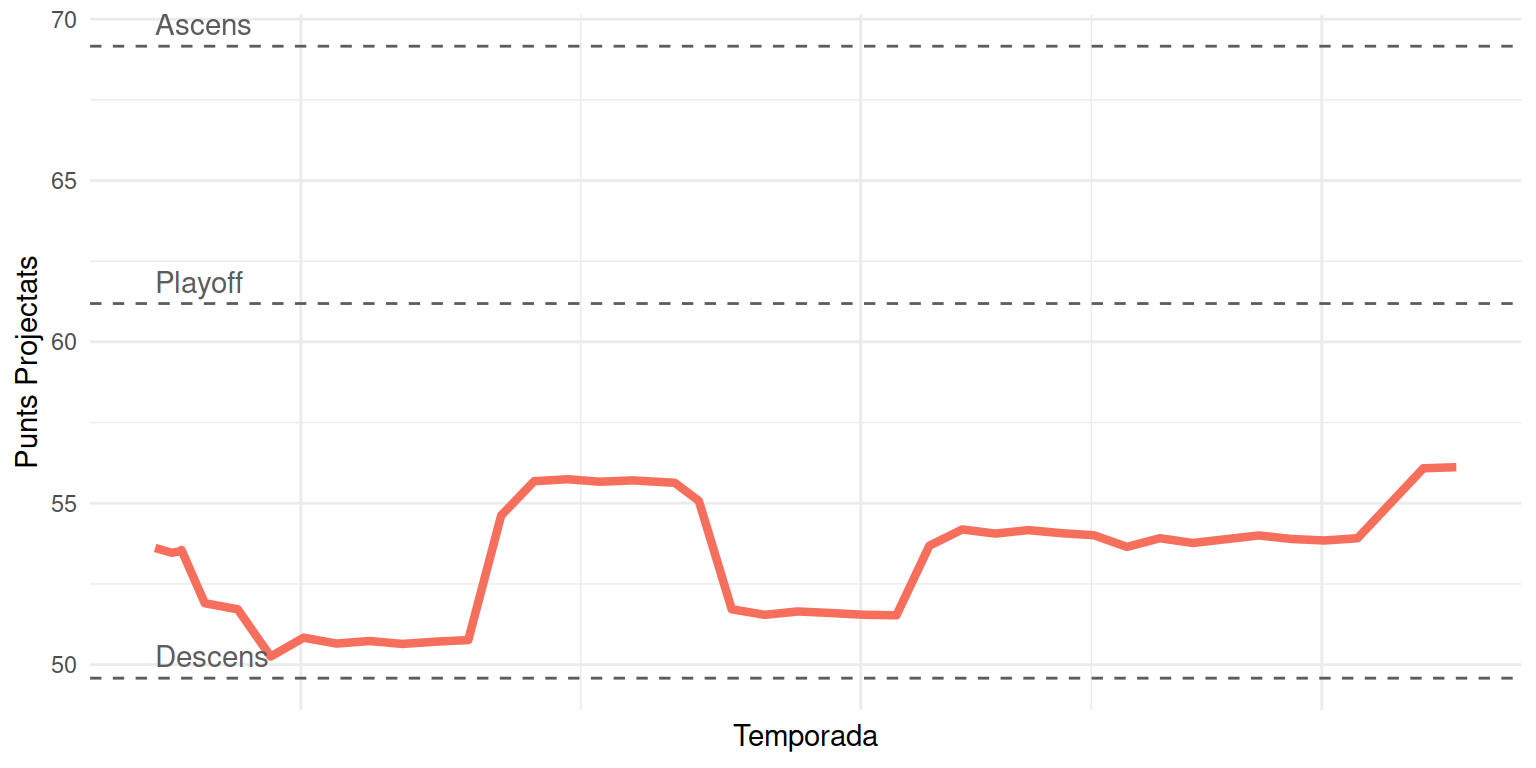 70
Ascens
65
Playoff
60
Punts Projectats
55
Descens
50
Temporada